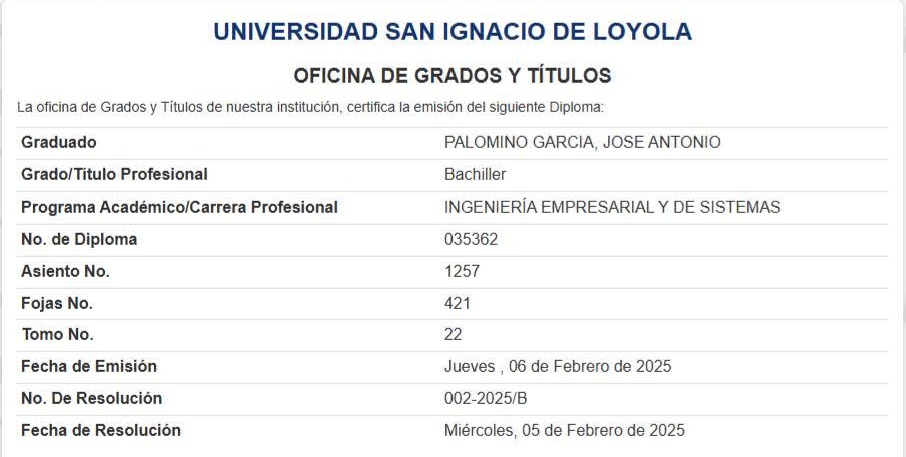 UNIVERSIDAD SAN IGNACIO DE LOYOLA
OFICINA DE GRADOS Y TÍTULOS
La oficina de Grados y Títulos de nuestra institución, certifica la emisión del siguiente Diploma:
Graduado PALOMINO GARCIA, JOSE ANTONIO
Grado/Titulo Profesional Bachiller
Programa Académico/Carrera Profesional INGENIERÍA EMPRESARIAL Y DE SISTEMAS
No. de Diploma 035362
Asiento No. 1257
Fojas No. 421
Tomo No. 22
Fecha de Emisión Jueves , 06 de Febrero de 2025
No. De Resolución 002-2025/B
Fecha de Resolución Miércoles, 05 de Febrero de 2025